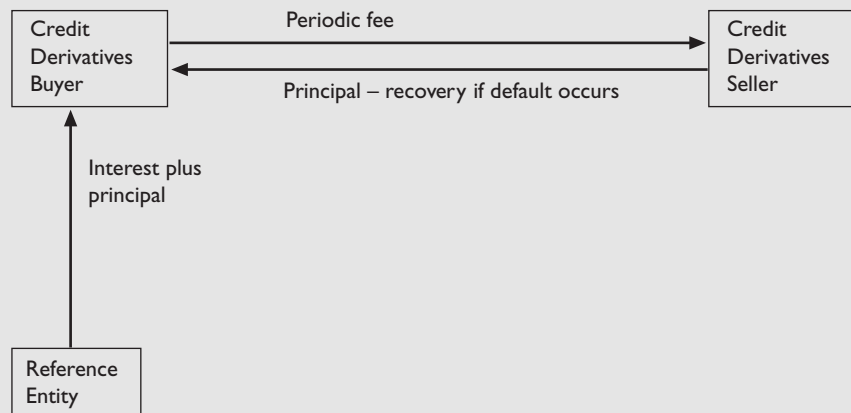 Credit
Derivatives
Buyer
Periodic fee
Credit
Derivatives
Seller
Principal – recovery if default occurs
Interest plus
principal
Reference
Entity